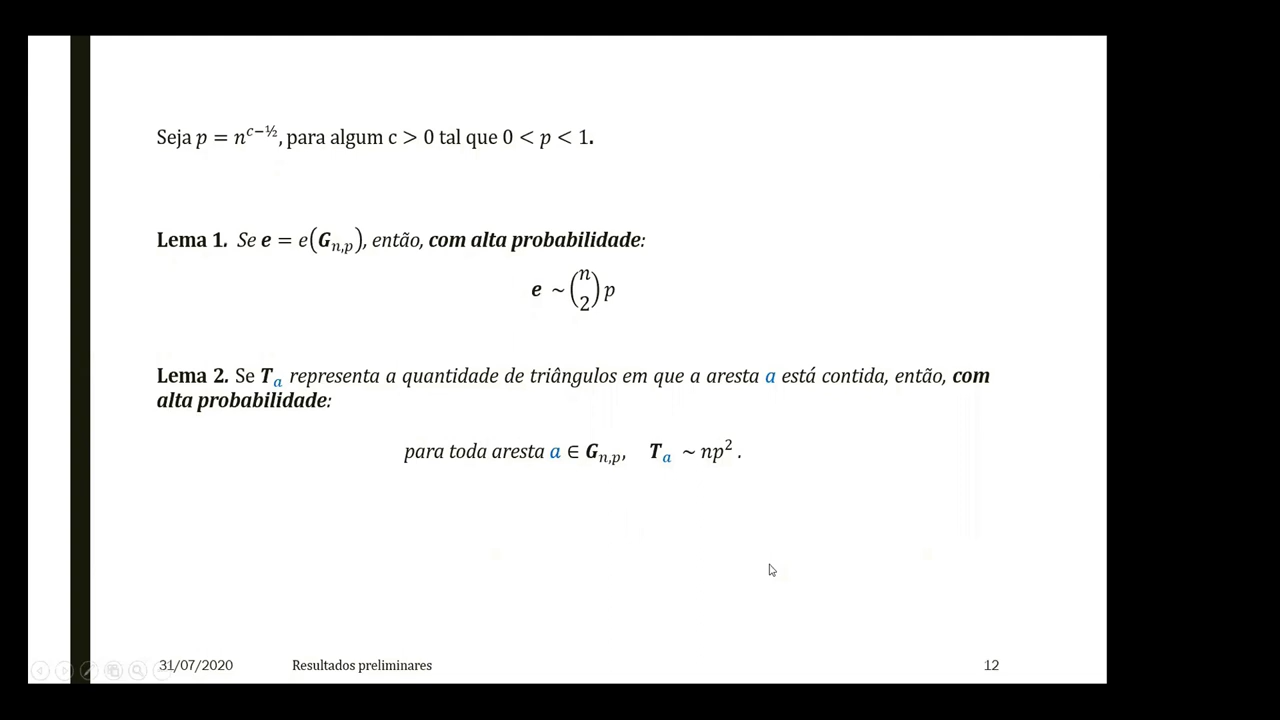 Seja p = n^{c−½}, para algum c > 0 tal que 0 < p < 1.
Lema 1. Se e = e(G_{n,p}), então, com alta probabilidade:
e ~ \binom{n}{2} p
Lema 2. Se T_a representa a quantidade de triângulos em que a aresta a está contida, então, com
alta probabilidade:
para toda aresta a ∈ G_{n,p}, T_a ~ np².
31/07/2020 Resultados preliminares 12